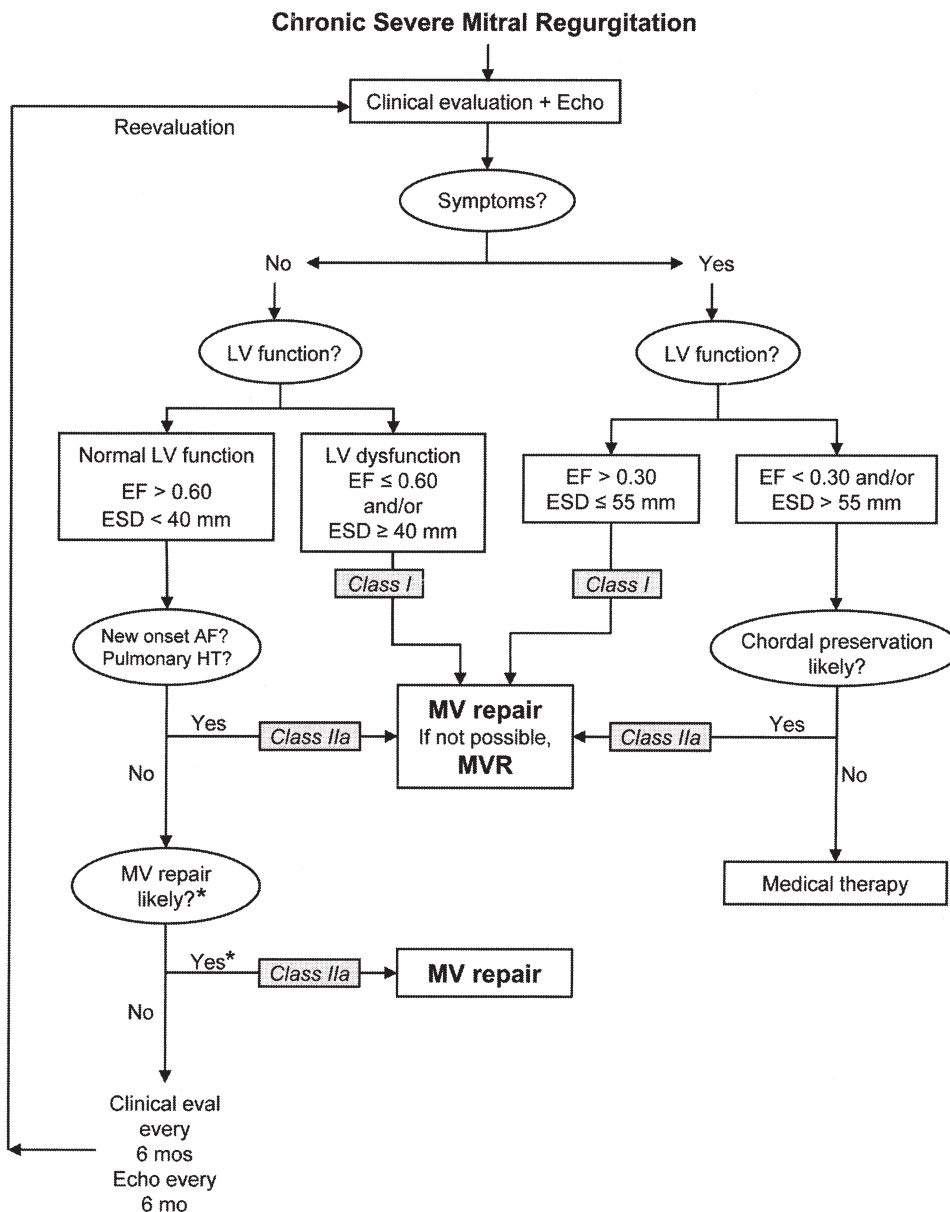 Chronic Severe Mitral Regurgitation
Clinical evaluation + Echo
Reevaluation
Symptoms?
No
Yes
LV function?
LV function?
Normal LV function
EF > 0.60
ESD < 40 mm
LV dysfunction
EF ≤ 0.60
and/or
ESD ≥ 40 mm
EF > 0.30
ESD ≤ 55 mm
EF < 0.30 and/or
ESD > 55 mm
Class I
Class I
New onset AF?
Pulmonary HT?
Chordal preservation
likely?
MV repair
If not possible,
MVR
Yes
Class IIa
Class IIa
Yes
No
No
MV repair
likely?*
Medical therapy
Yes*
Class IIa
MV repair
No
Clinical eval
every
6 mos
Echo every
6 mo